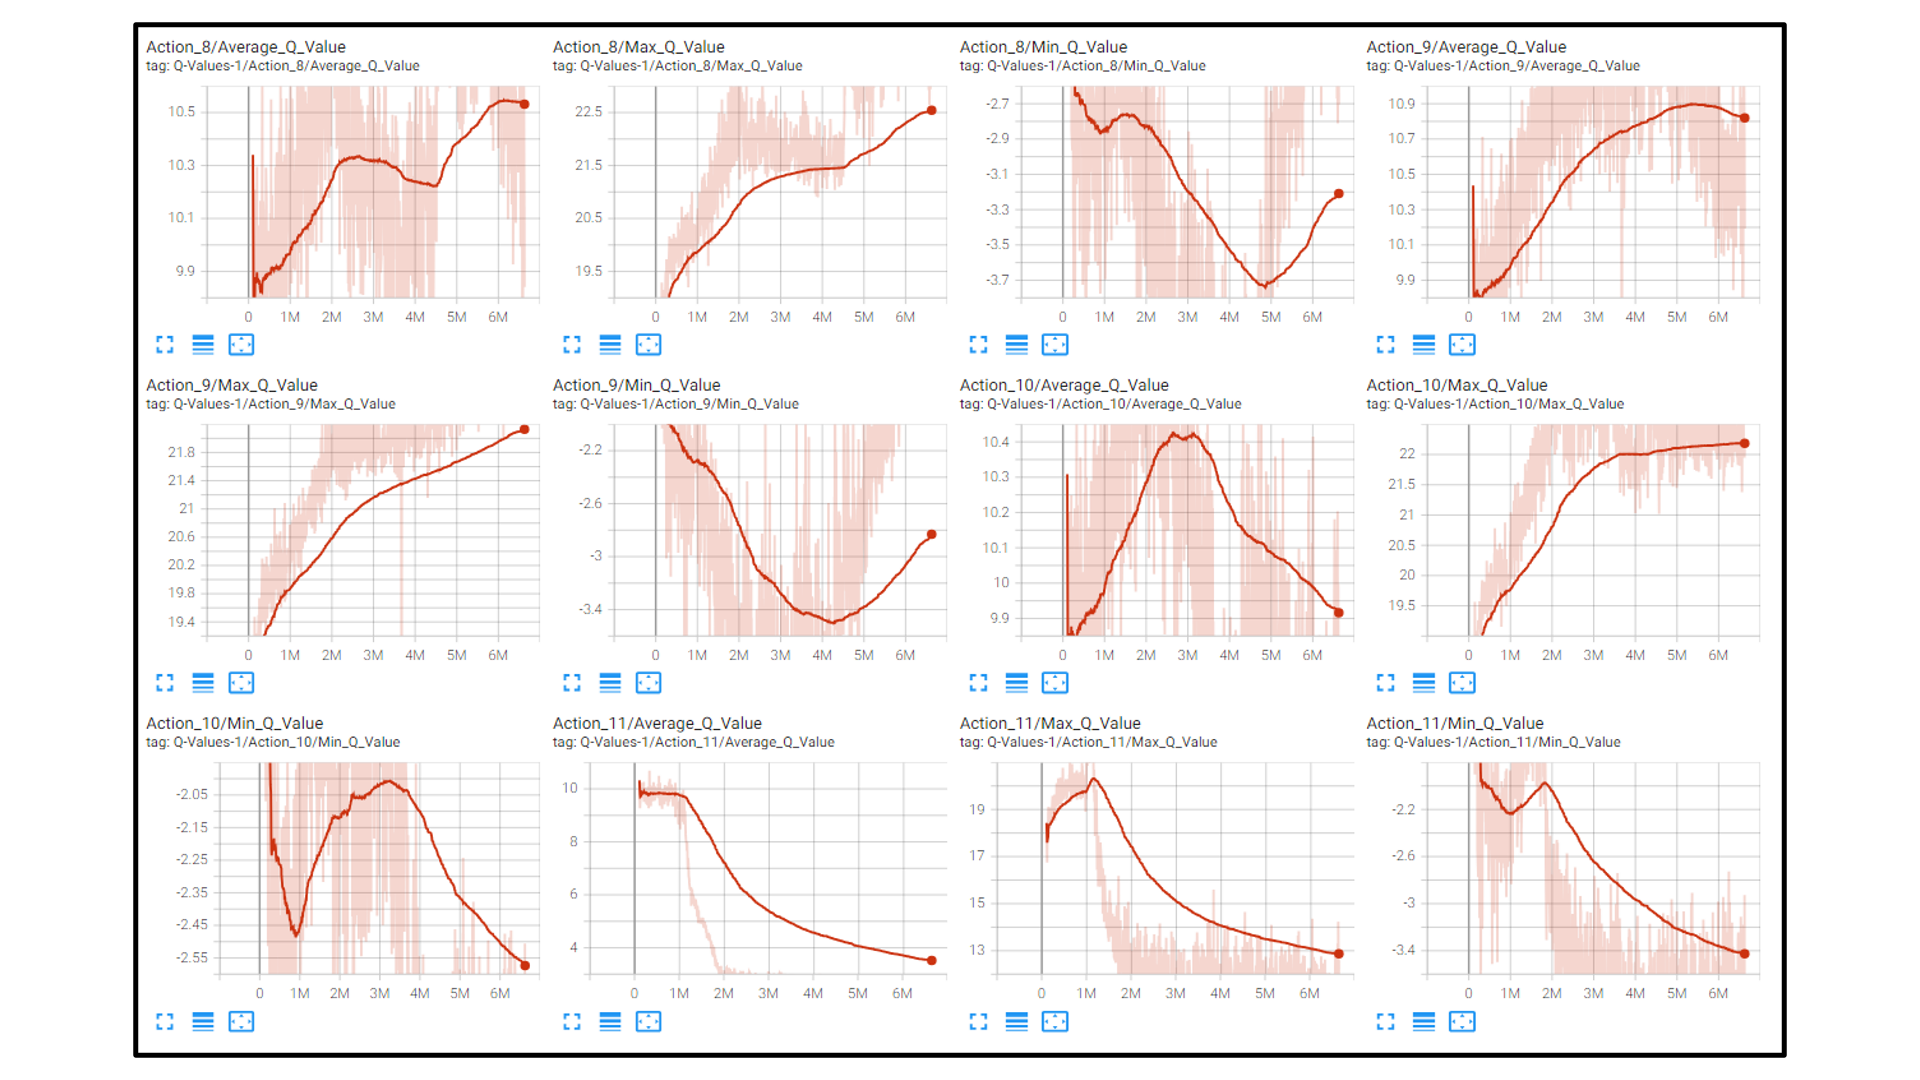 Action_8/Average_Q_Value
tag: Q-Values-1/Action_8/Average_Q_Value
10.5
10.3
10.1
9.9
0 1M 2M 3M 4M 5M 6M
Action_8/Max_Q_Value
tag: Q-Values-1/Action_8/Max_Q_Value
22.5
21.5
20.5
19.5
0 1M 2M 3M 4M 5M 6M
Action_8/Min_Q_Value
tag: Q-Values-1/Action_8/Min_Q_Value
-2.7
-2.9
-3.1
-3.3
-3.5
-3.7
0 1M 2M 3M 4M 5M 6M
Action_9/Average_Q_Value
tag: Q-Values-1/Action_9/Average_Q_Value
10.9
10.7
10.5
10.3
10.1
9.9
0 1M 2M 3M 4M 5M 6M
Action_9/Max_Q_Value
tag: Q-Values-1/Action_9/Max_Q_Value
21.8
21.4
21
20.6
20.2
19.8
19.4
0 1M 2M 3M 4M 5M 6M
Action_9/Min_Q_Value
tag: Q-Values-1/Action_9/Min_Q_Value
-2.2
-2.6
-3
-3.4
0 1M 2M 3M 4M 5M 6M
Action_10/Average_Q_Value
tag: Q-Values-1/Action_10/Average_Q_Value
10.4
10.3
10.2
10.1
10
9.9
0 1M 2M 3M 4M 5M 6M
Action_10/Max_Q_Value
tag: Q-Values-1/Action_10/Max_Q_Value
22
21.5
21
20.5
20
19.5
0 1M 2M 3M 4M 5M 6M
Action_10/Min_Q_Value
tag: Q-Values-1/Action_10/Min_Q_Value
-2.05
-2.15
-2.25
-2.35
-2.45
-2.55
0 1M 2M 3M 4M 5M 6M
Action_11/Average_Q_Value
tag: Q-Values-1/Action_11/Average_Q_Value
10
8
6
4
0 1M 2M 3M 4M 5M 6M
Action_11/Max_Q_Value
tag: Q-Values-1/Action_11/Max_Q_Value
19
17
15
13
0 1M 2M 3M 4M 5M 6M
Action_11/Min_Q_Value
tag: Q-Values-1/Action_11/Min_Q_Value
-2.2
-2.6
-3
-3.4
0 1M 2M 3M 4M 5M 6M